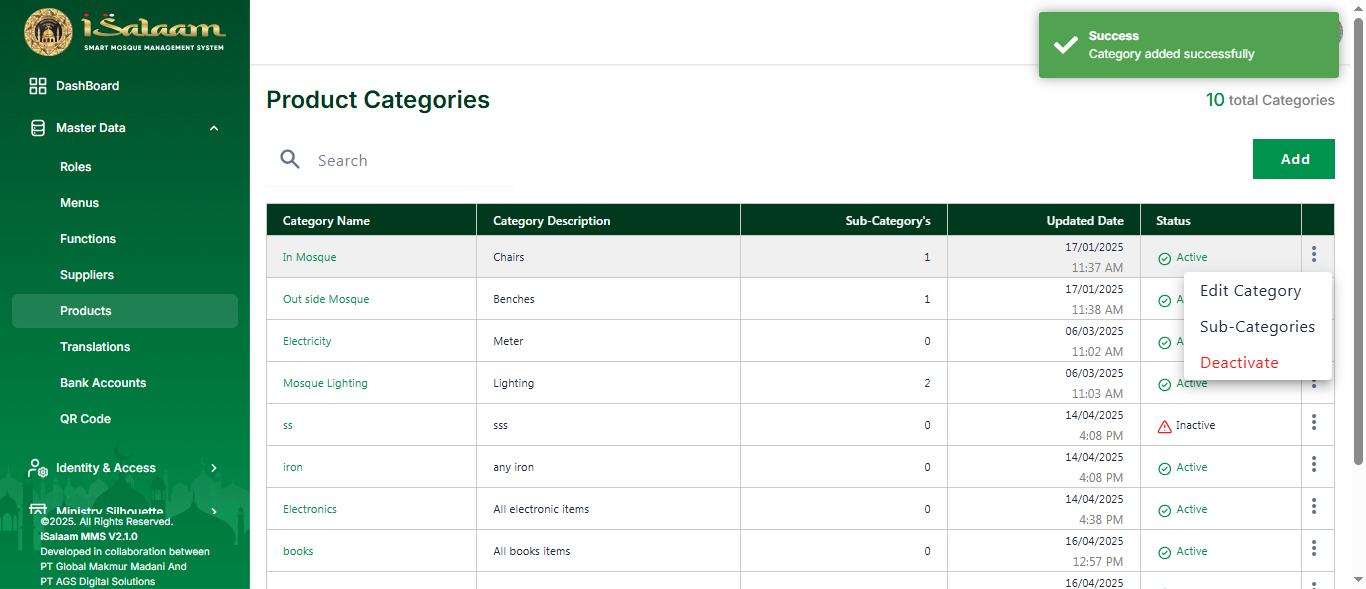 iSalaam
SMART MOSQUE MANAGEMENT SYSTEM
DashBoard
Master Data
Roles
Menus
Functions
Suppliers
Products
Translations
Bank Accounts
QR Code
Identity & Access
Ministry Silhouette
©2025. All Rights Reserved.
iSalaam MMS V2.1.0
Developed in collaboration between
PT Global Makmur Madani And
PT AGS Digital Solutions
Success
Category added successfully
Product Categories
10 total Categories
Search
Add
Category Name Category Description Sub-Category's Updated Date Status
In Mosque Chairs 1 17/01/2025 11:37 AM Active
Out side Mosque Benches 1 17/01/2025 11:38 AM
Electricity Meter 0 06/03/2025 11:02 AM
Mosque Lighting Lighting 2 06/03/2025 11:03 AM Active
ss sss 0 14/04/2025 4:08 PM Inactive
iron any iron 0 14/04/2025 4:08 PM Active
Electronics All electronic items 0 14/04/2025 4:38 PM Active
books All books items 0 16/04/2025 12:57 PM Active
16/04/2025
Edit Category
Sub-Categories
Deactivate